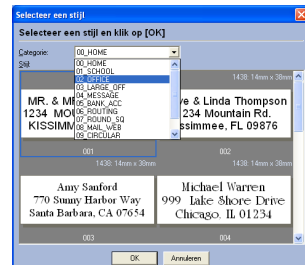 Selecteer een stijl
Selecteer een stijl en klik op [OK]
Categorie:
00_HOME
Stijl
00_HOME
01_SCHOOL
02_OFFICE
03_LARGE_OFF
04_MESSAGE
05_BANK_ACC
06_ROUTING
07_ROUND_SQ
08_MAIL_WEB
09_CIRCULAR
1438: 14mm x 38mm
MR. & M
1234 MO
KISSIMM
e & Linda Thompson
234 Mountain Rd.
ssimmee, FL 09876
001
002
1438: 14mm x 38mm
1438: 14mm x 38mm
Amy Sanford
770 Sunny Harbor Way
Santa Barbara, CA 07654
Michael Warren
999 Lake Shore Drive
Chicago, IL 01234
003
004
OK
Annuleren